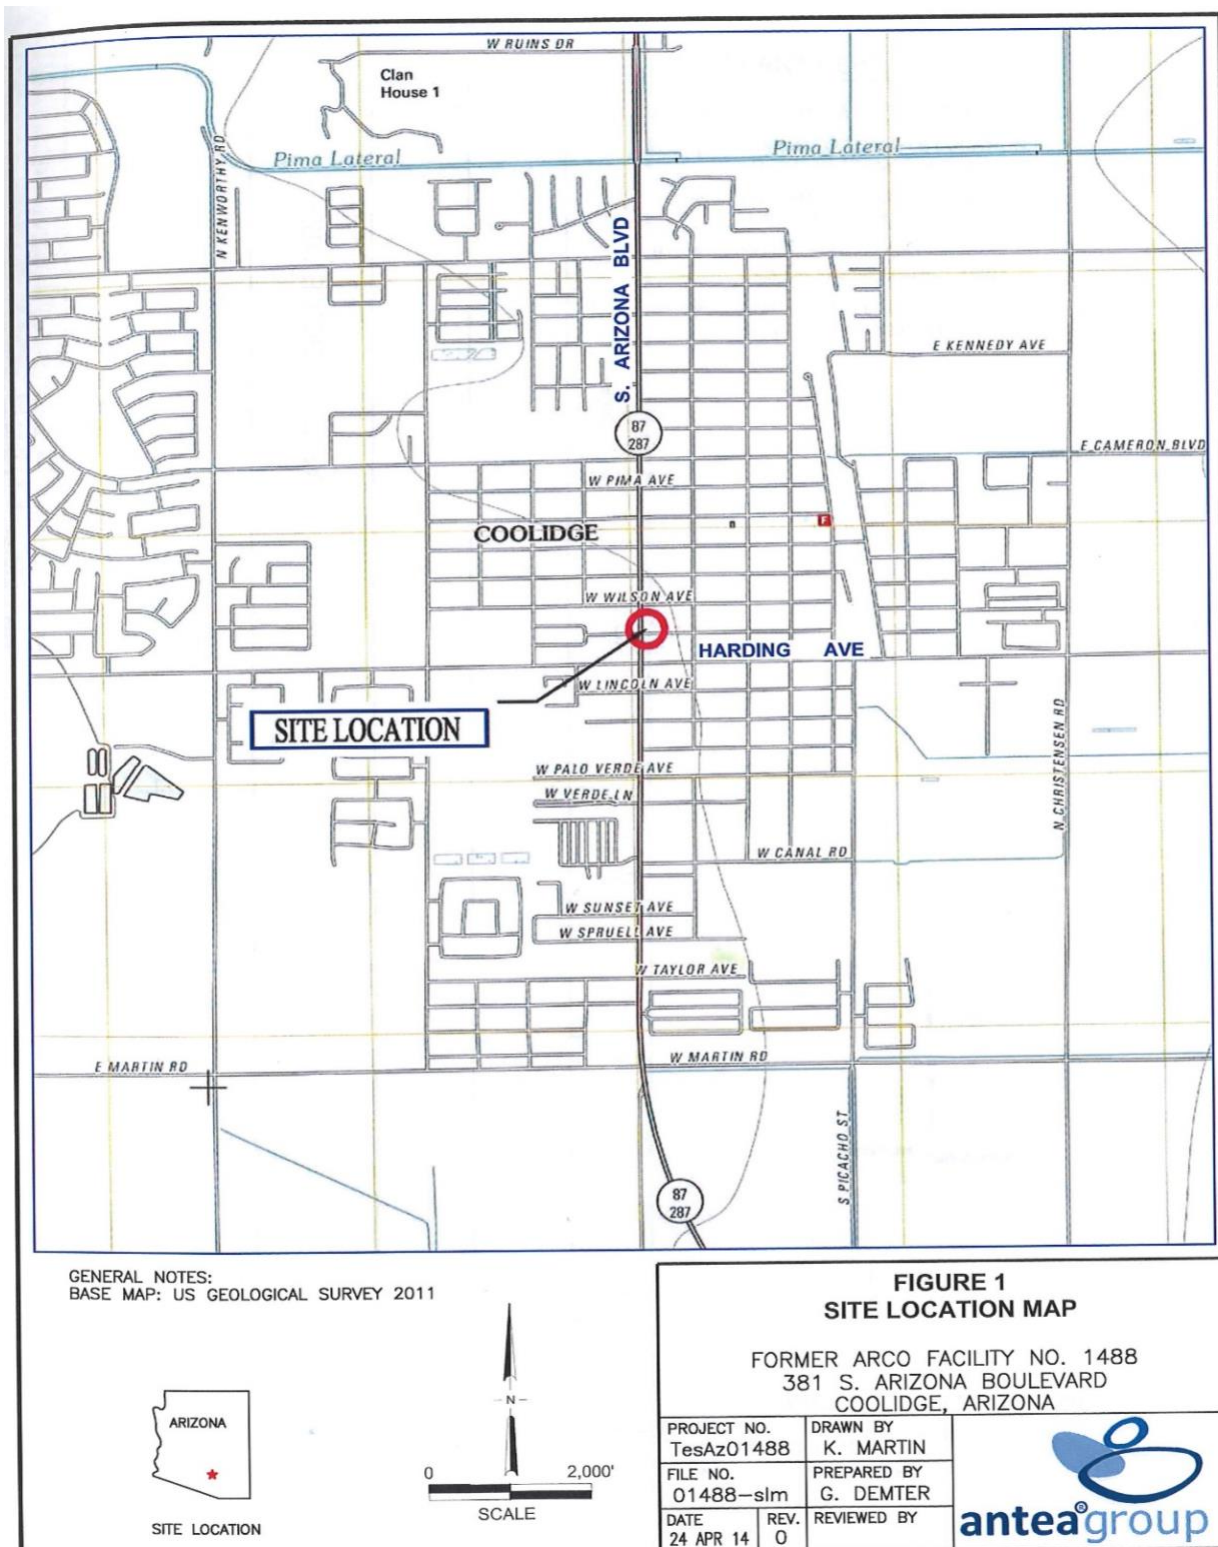 W RUINS DR
Clan
House 1
Pima Lateral
Pima Lateral
N KENWORTHY RD
S. ARIZONA BLVD
E KENNEDY AVE
87
287
E CAMERON BLVD
W PIMA AVE
F
COOLIDGE
W WILSON AVE
HARDING AVE
W LINCOLN AVE
SITE LOCATION
N CHRISTENSEN RD
W PALO VERDE AVE
W VERDE LN
W CANAL RD
W SUNSET AVE
W SPRUELL AVE
W TAYLOR AVE
W MARTIN RD
E MARTIN RD
S PICACHO ST
87
287
GENERAL NOTES:
BASE MAP: US GEOLOGICAL SURVEY 2011
ARIZONA
SITE LOCATION
N
0 2,000'
SCALE
FIGURE 1
SITE LOCATION MAP
FORMER ARCO FACILITY NO. 1488
381 S. ARIZONA BOULEVARD
COOLIDGE, ARIZONA
PROJECT NO.
TesAz01488
DRAWN BY
K. MARTIN
FILE NO.
01488-slm
PREPARED BY
G. DEMTER
DATE
24 APR 14
REV.
0
REVIEWED BY
antea®group